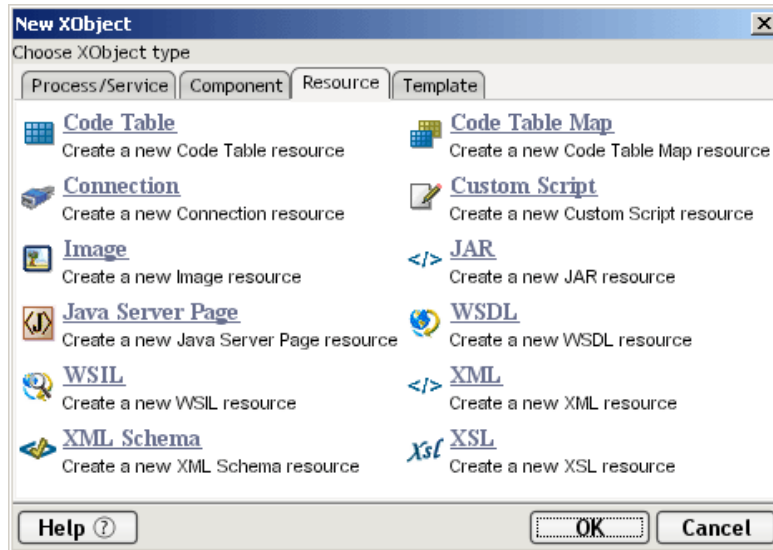 New XObject
Choose XObject type
Process/Service Component Resource Template
Code Table
Create a new Code Table resource
Code Table Map
Create a new Code Table Map resource
Connection
Create a new Connection resource
Custom Script
Create a new Custom Script resource
Image
Create a new Image resource
</> JAR
Create a new JAR resource
<J> Java Server Page
Create a new Java Server Page resource
WSDL
Create a new WSDL resource
WSIL
Create a new WSIL resource
</> XML
Create a new XML resource
XML Schema
Create a new XML Schema resource
Xsl XSL
Create a new XSL resource
Help ? OK Cancel